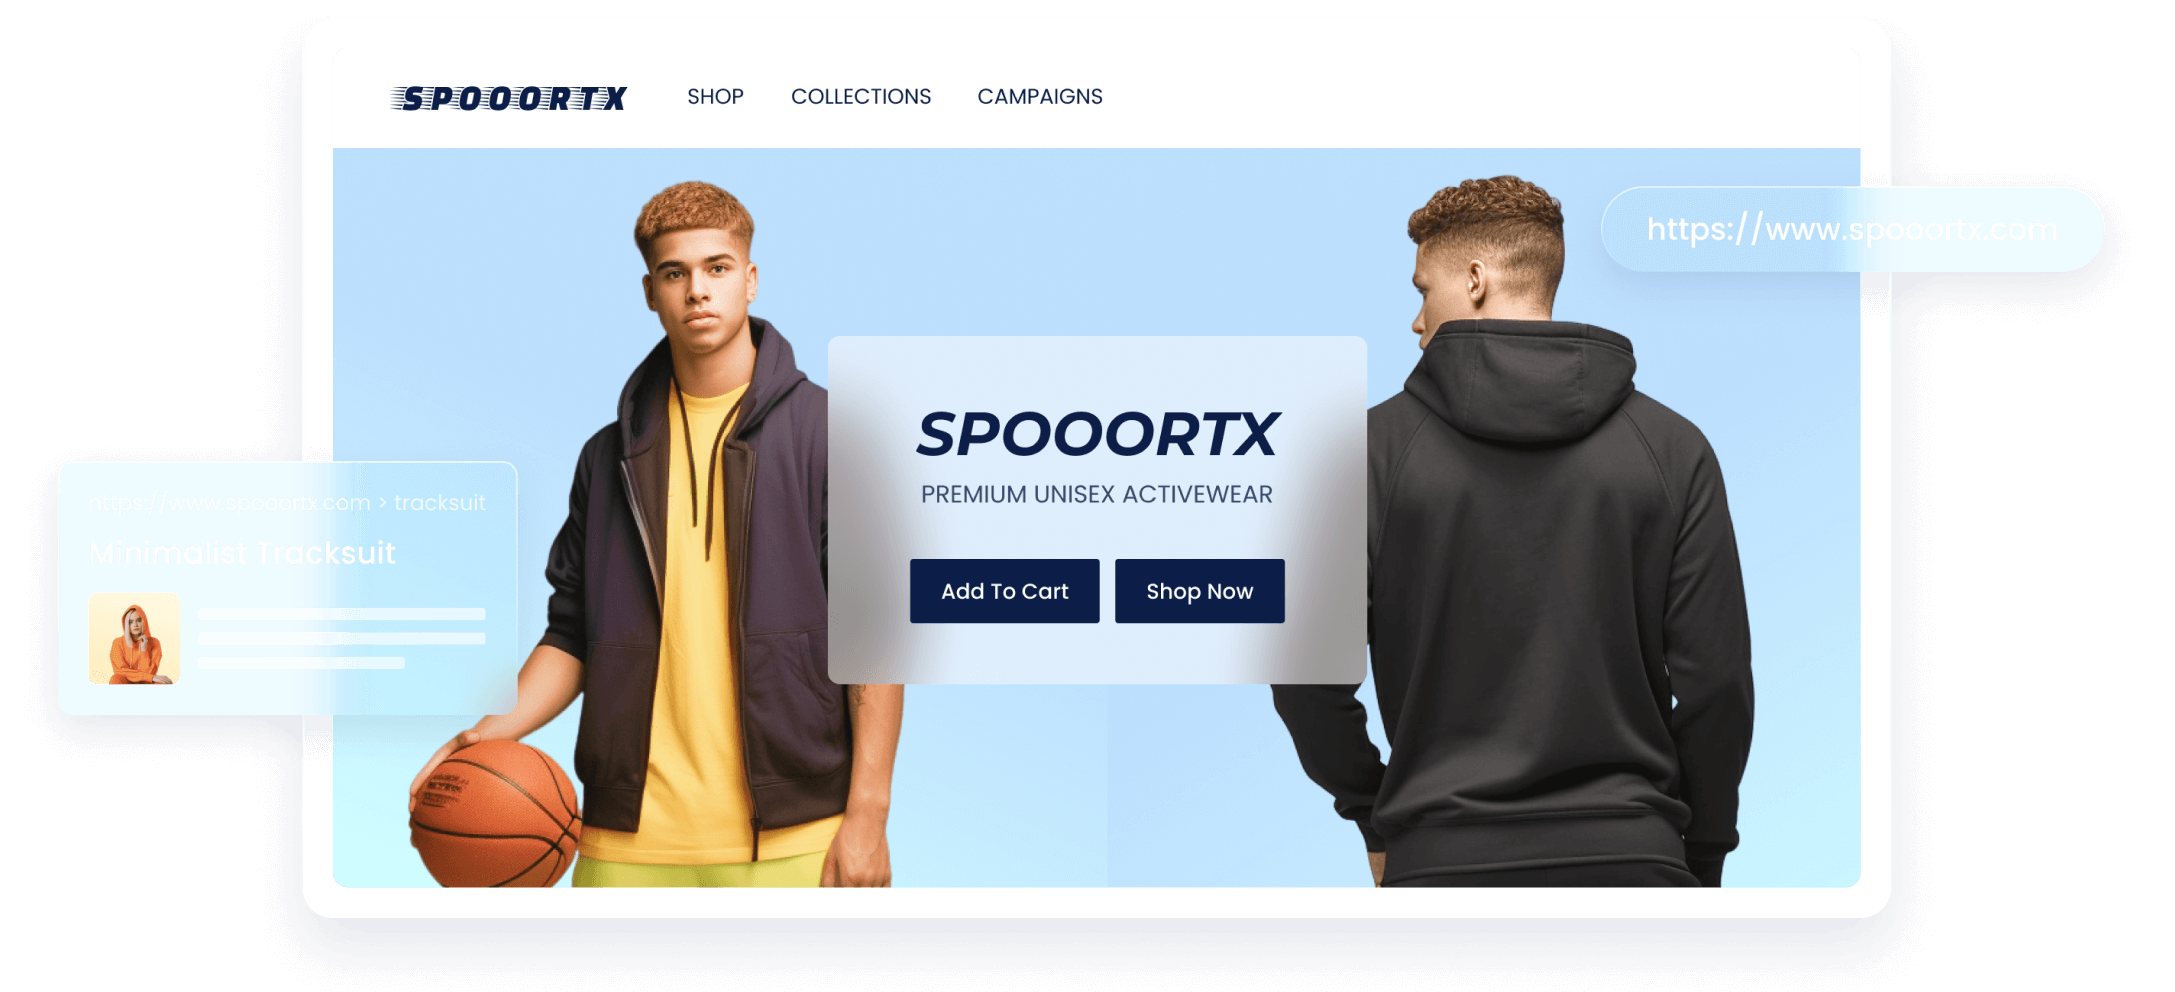 SPOOORTX
SHOP
COLLECTIONS
CAMPAIGNS
https://www.spooortx.com
SPOOORTX
PREMIUM UNISEX ACTIVEWEAR
Add To Cart
Shop Now
https://www.spooortx.com > tracksuit
Minimalist Tracksuit